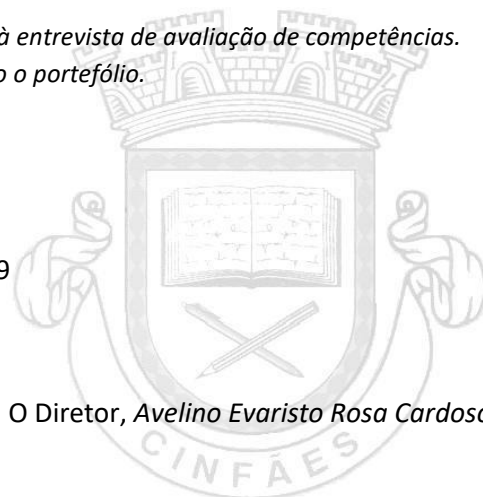 à entrevista de avaliação de competências.
o o portefólio.
9
O Diretor, Avelino Evaristo Rosa Cardoso
CINFÃES